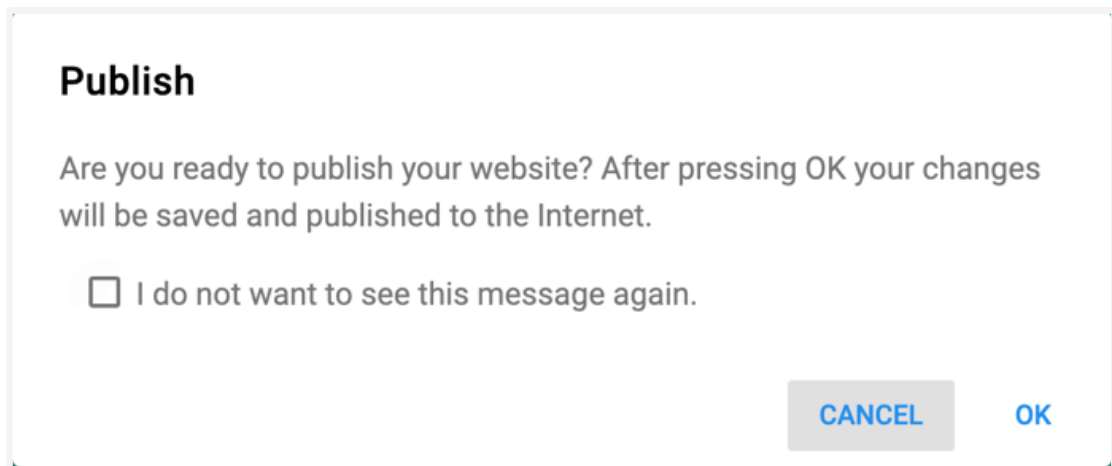 Publish
Are you ready to publish your website? After pressing OK your changes
will be saved and published to the Internet.
I do not want to see this message again.
CANCEL OK